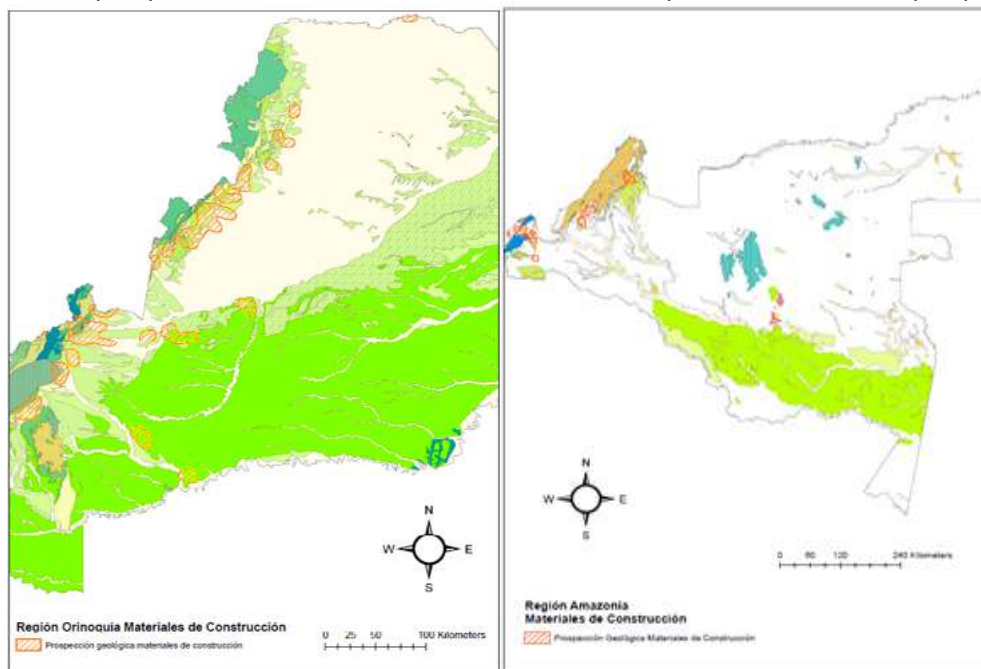 N
W E
S
Región Orinoquia Materiales de Construcción
Prospección geológica materiales de construcción
0 25 50 100 Kilometers
N
W E
S
0 60 120 240 Kilometers
Región Amazonia
Materiales de Construcción
Prospección Geológica Materiales de Construcción